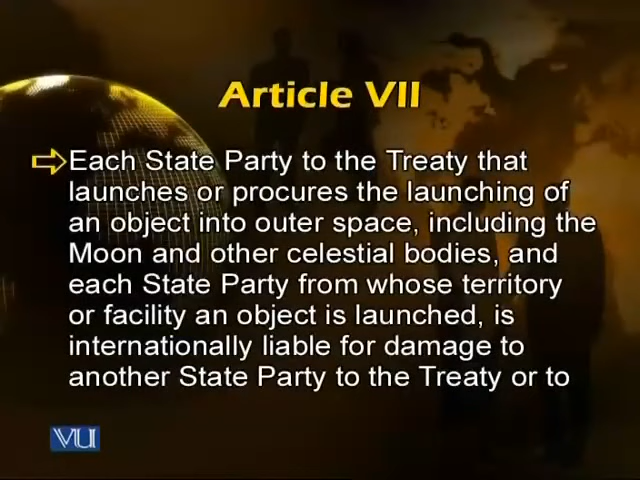 Article VII
Each State Party to the Treaty that
launches or procures the launching of
an object into outer space, including the
Moon and other celestial bodies, and
each State Party from whose territory
or facility an object is launched, is
internationally liable for damage to
another State Party to the Treaty or to
VU